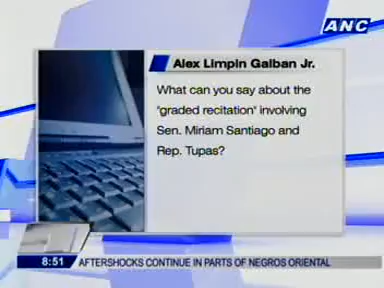 ANC
Alex Limpin Galban Jr.
What can you say about the
"graded recitation" involving
Sen. Miriam Santiago and
Rep. Tupas?
8:51 AFTERSHOCKS CONTINUE IN PARTS OF NEGROS ORIENTAL